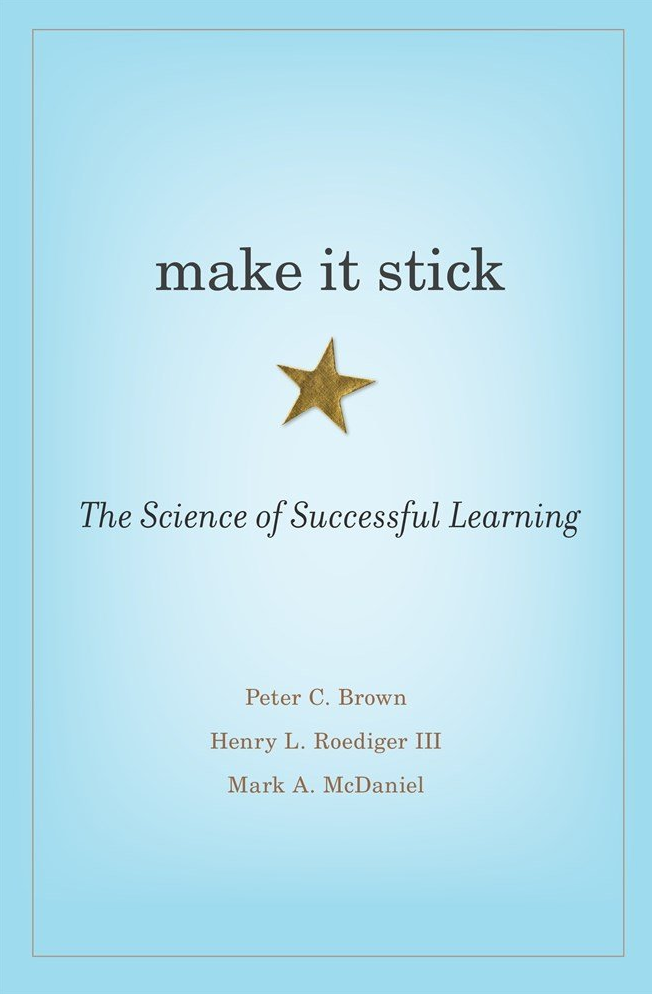 make it stick
The Science of Successful Learning
Peter C. Brown
Henry L. Roediger III
Mark A. McDaniel